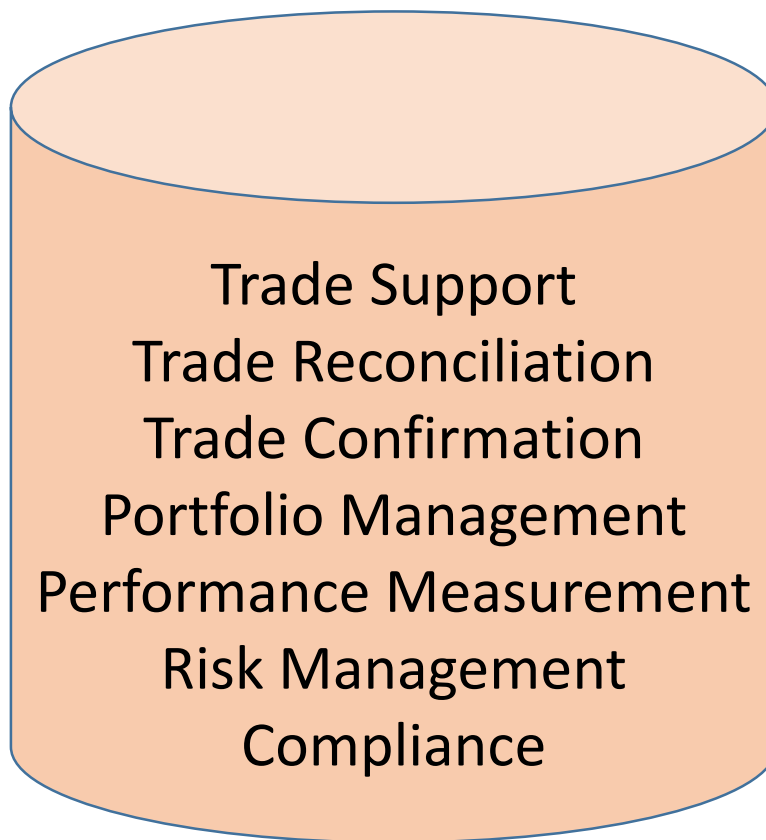 Trade Support
Trade Reconciliation
Trade Confirmation
Portfolio Management
Performance Measurement
Risk Management
Compliance